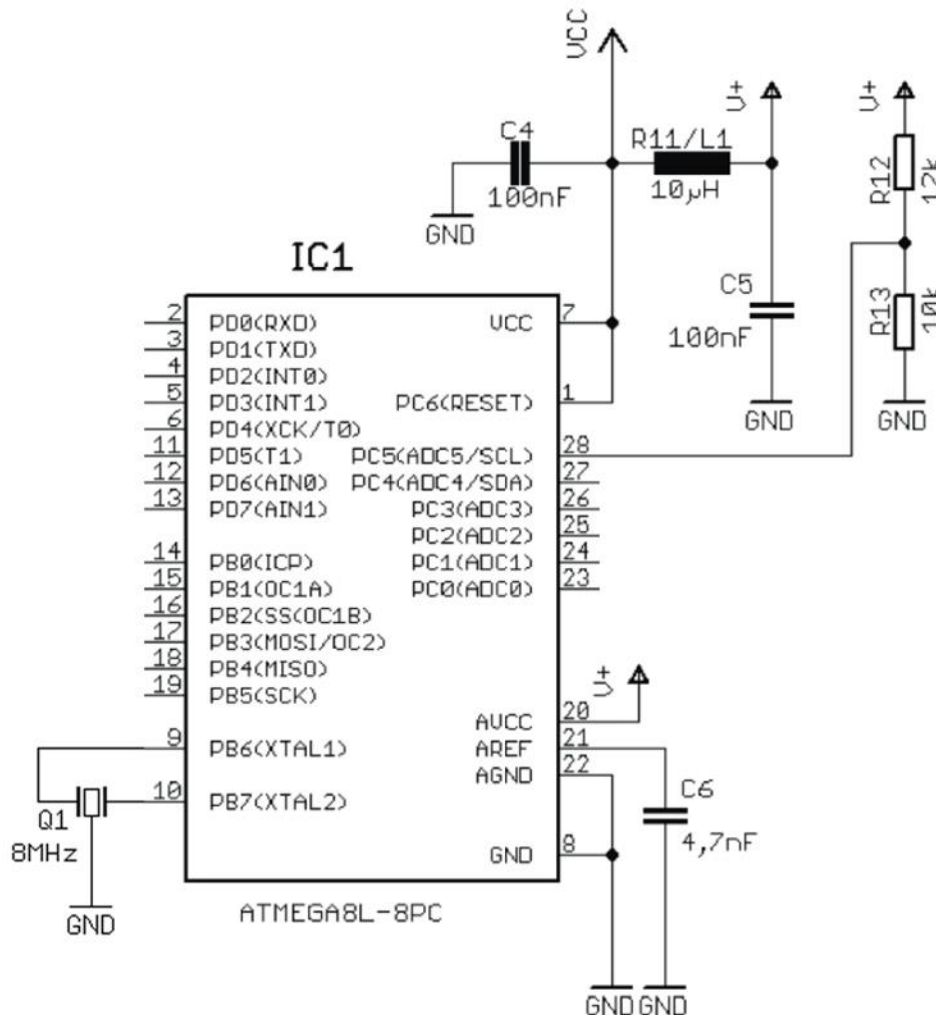 VCC
V+
V+
C4
R11/L1
R12
12k
100nF
10µH
GND
IC1
C5
R13
10k
100nF
2 PD0(RXD) VCC 7
3 PD1(TXD)
4 PD2(INT0)
5 PD3(INT1) PC6(RESET) 1
GND
GND
6 PD4(XCK/T0)
11 PD5(T1) PC5(ADC5/SCL) 28
12 PD6(AIN0) PC4(ADC4/SDA) 27
13 PD7(AIN1) PC3(ADC3) 26
PC2(ADC2) 25
14 PB0(ICP) PC1(ADC1) 24
15 PB1(OC1A) PC0(ADC0) 23
16 PB2(SS(OC1B)
17 PB3(MOSI/OC2)
18 PB4(MISO)
19 PB5(SCK)
V+
AVCC 20
9 PB6(XTAL1) AREF 21
AGND 22
10 PB7(XTAL2)
C6
Q1
4,7nF
8MHz
GND 8
GND
ATMEGA8L-8PC
GND
GND